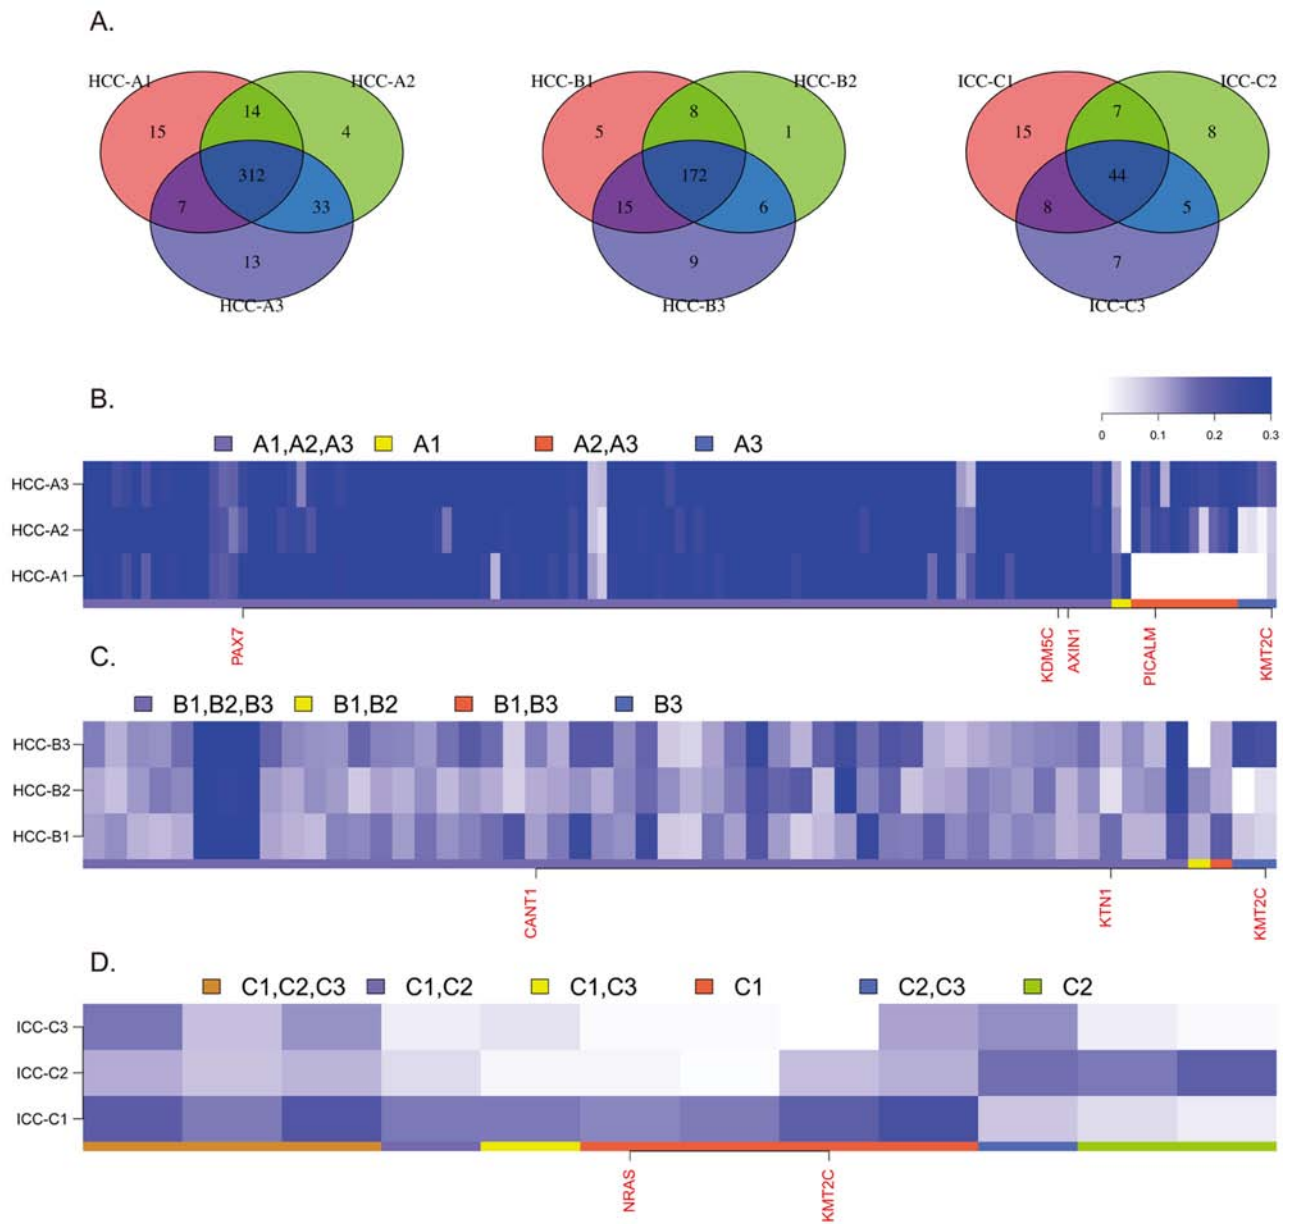 A.
HCC-A1 HCC-A2 HCC-B1 HCC-B2 ICC-C1 ICC-C2
14 8 7
15 4 5 1 15 8
312 172 44
7 33 15 6 8 5
13 9 7
HCC-A3 HCC-B3 ICC-C3
B.
0 0.1 0.2 0.3
A1,A2,A3 A1 A2,A3 A3
HCC-A3
HCC-A2
HCC-A1
PAX7 KDM5C AXIN1 PICALM KMT2C
C.
B1,B2,B3 B1,B2 B1,B3 B3
HCC-B3
HCC-B2
HCC-B1
CANT1 KTN1 KMT2C
D.
C1,C2,C3 C1,C2 C1,C3 C1 C2,C3 C2
ICC-C3
ICC-C2
ICC-C1
NRAS KMT2C